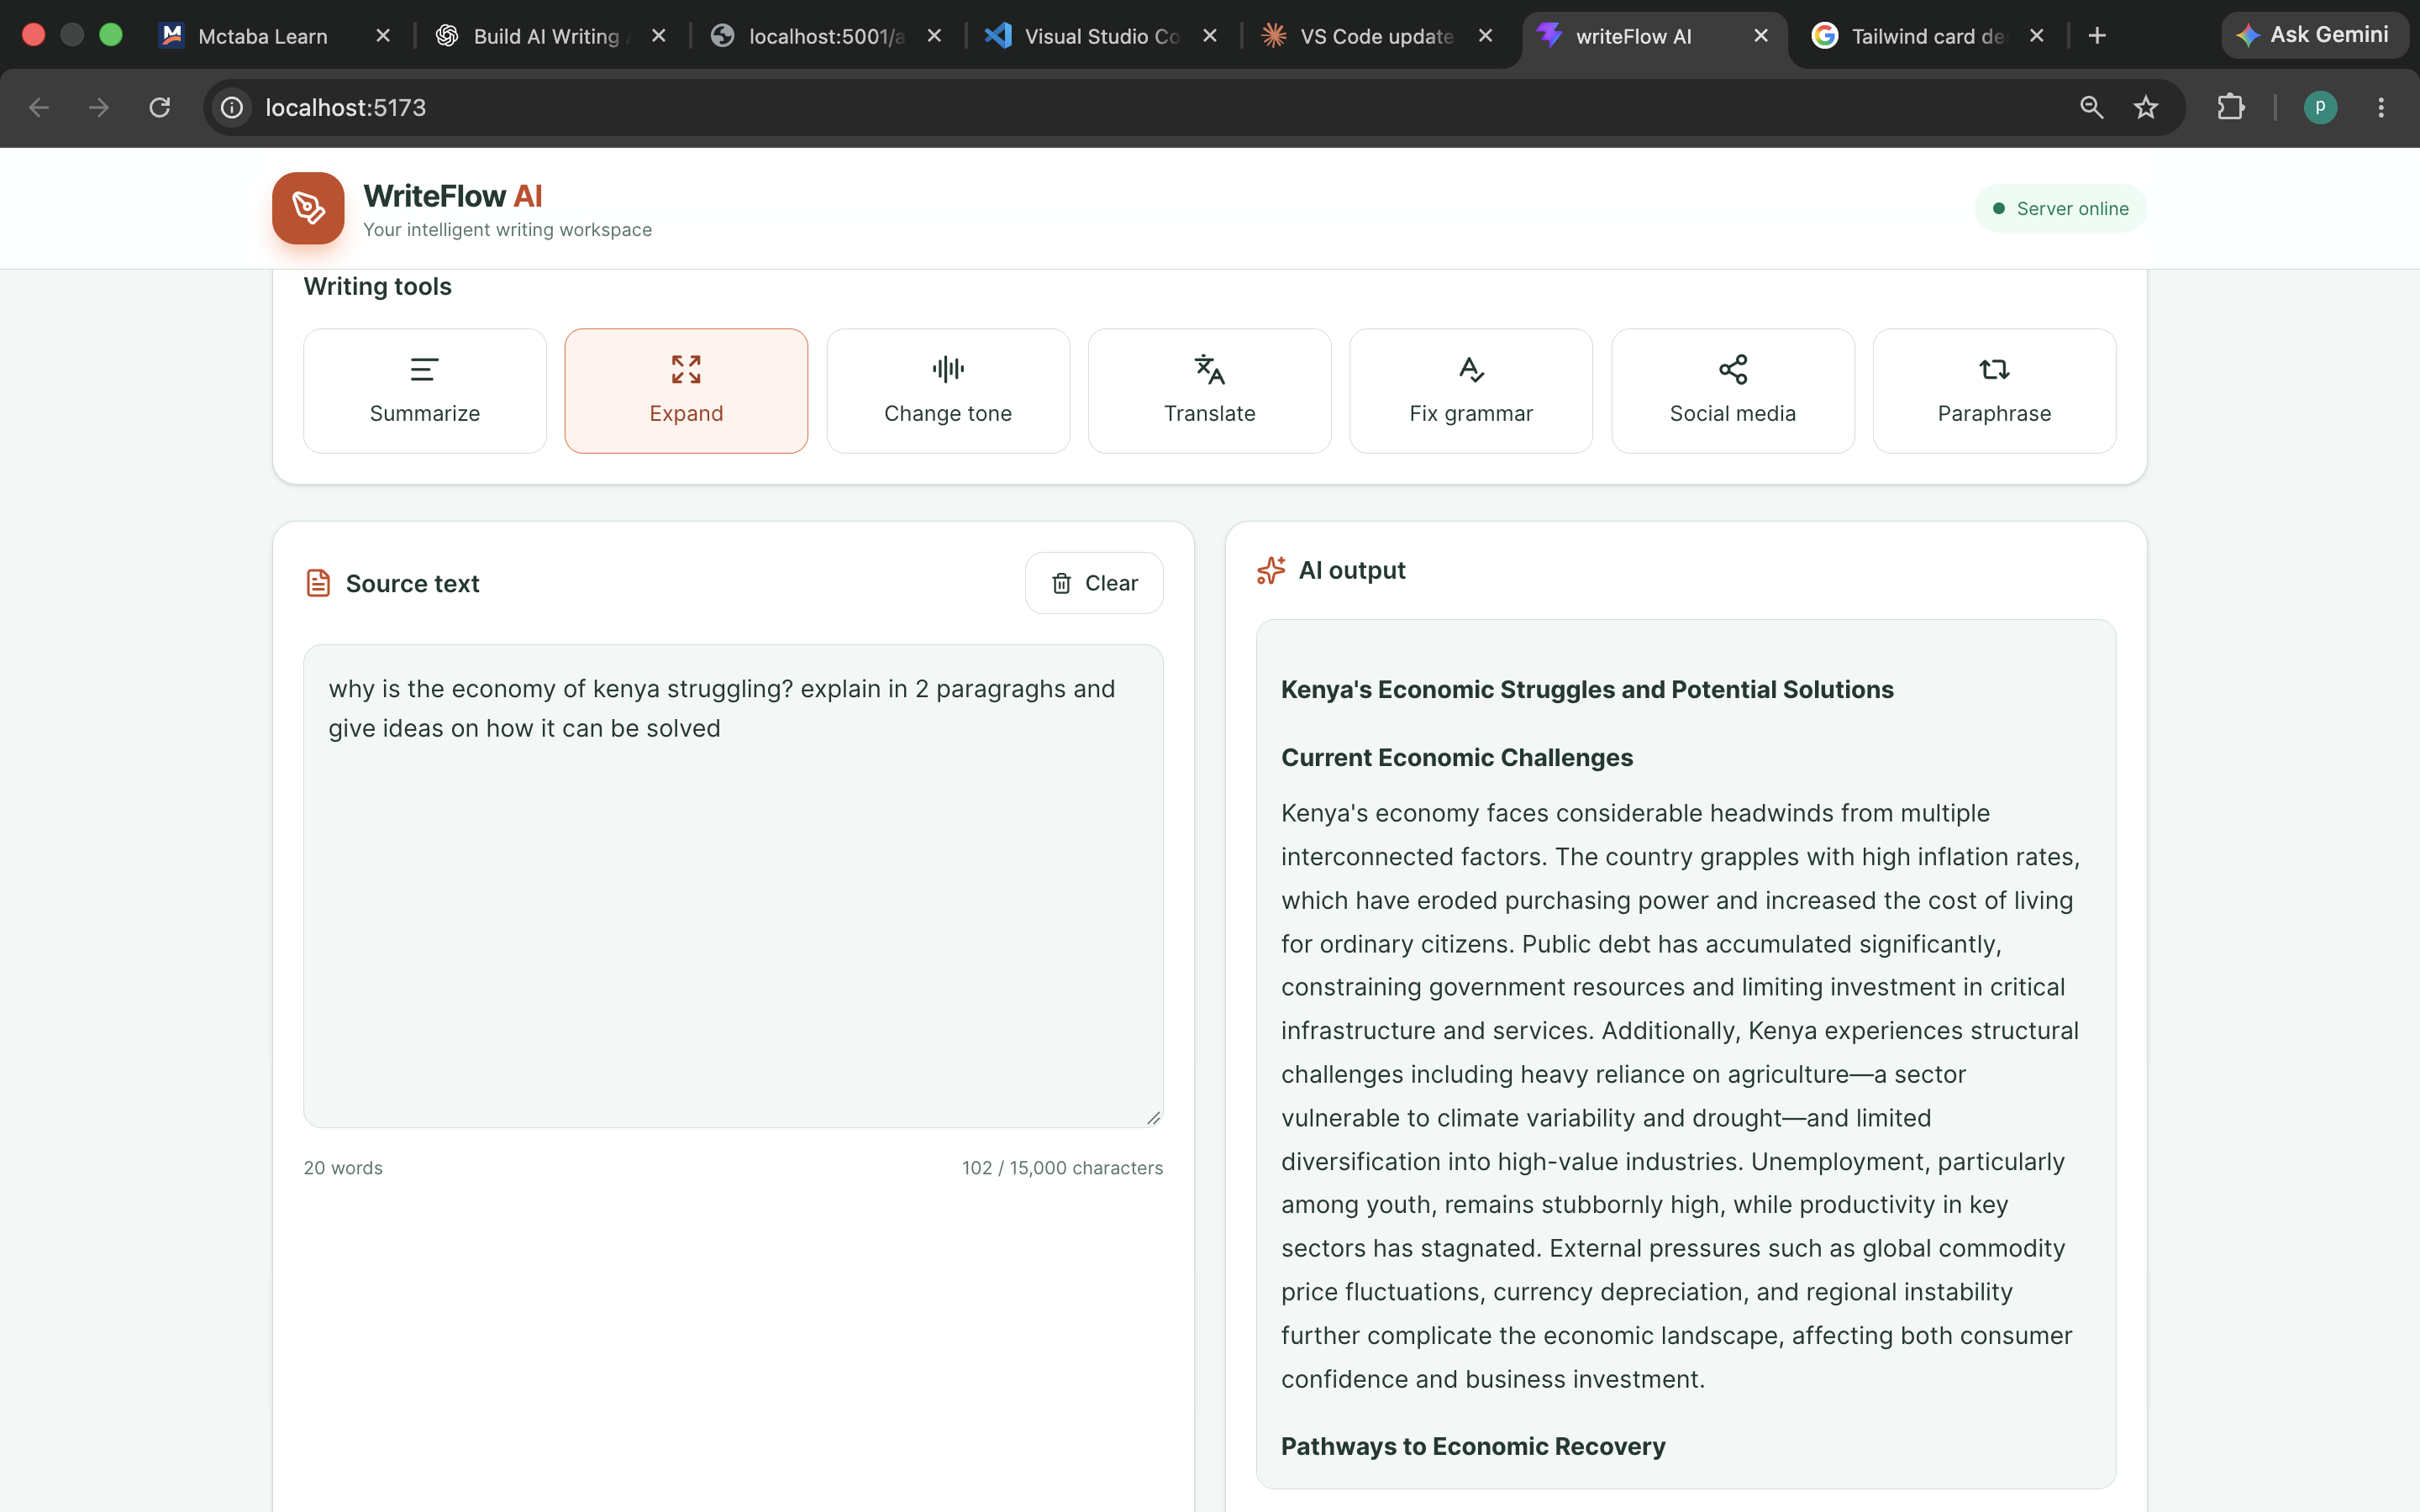 Mctaba Learn
Build AI Writing
localhost:5001/a
Visual Studio Co
VS Code update
writeFlow AI
Tailwind card de
Ask Gemini
localhost:5173
p
WriteFlow AI
Your intelligent writing workspace
Server online
Writing tools
Summarize
Expand
Change tone
Translate
Fix grammar
Social media
Paraphrase
Source text
Clear
why is the economy of kenya struggling? explain in 2 paragraghs and
give ideas on how it can be solved
20 words
102 / 15,000 characters
AI output
Kenya's Economic Struggles and Potential Solutions
Current Economic Challenges
Kenya's economy faces considerable headwinds from multiple
interconnected factors. The country grapples with high inflation rates,
which have eroded purchasing power and increased the cost of living
for ordinary citizens. Public debt has accumulated significantly,
constraining government resources and limiting investment in critical
infrastructure and services. Additionally, Kenya experiences structural
challenges including heavy reliance on agriculture—a sector
vulnerable to climate variability and drought—and limited
diversification into high-value industries. Unemployment, particularly
among youth, remains stubbornly high, while productivity in key
sectors has stagnated. External pressures such as global commodity
price fluctuations, currency depreciation, and regional instability
further complicate the economic landscape, affecting both consumer
confidence and business investment.
Pathways to Economic Recovery